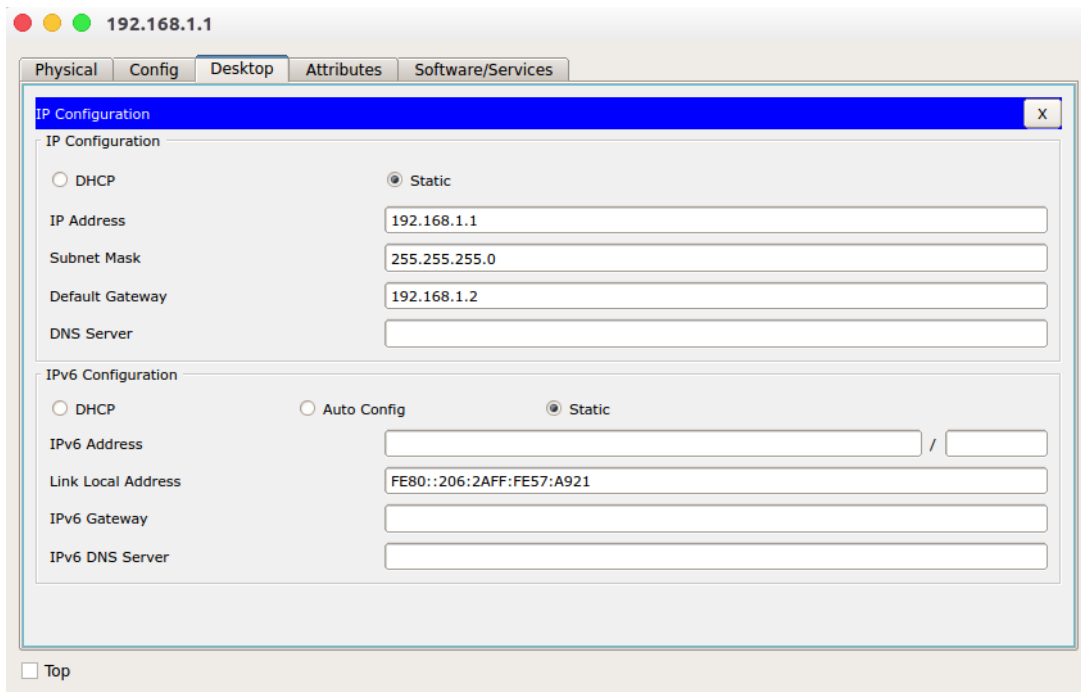 192.168.1.1
Physical Config Desktop Attributes Software/Services
IP Configuration X
IP Configuration
DHCP Static
IP Address 192.168.1.1
Subnet Mask 255.255.255.0
Default Gateway 192.168.1.2
DNS Server
IPv6 Configuration
DHCP Auto Config Static
IPv6 Address /
Link Local Address FE80::206:2AFF:FE57:A921
IPv6 Gateway
IPv6 DNS Server
Top